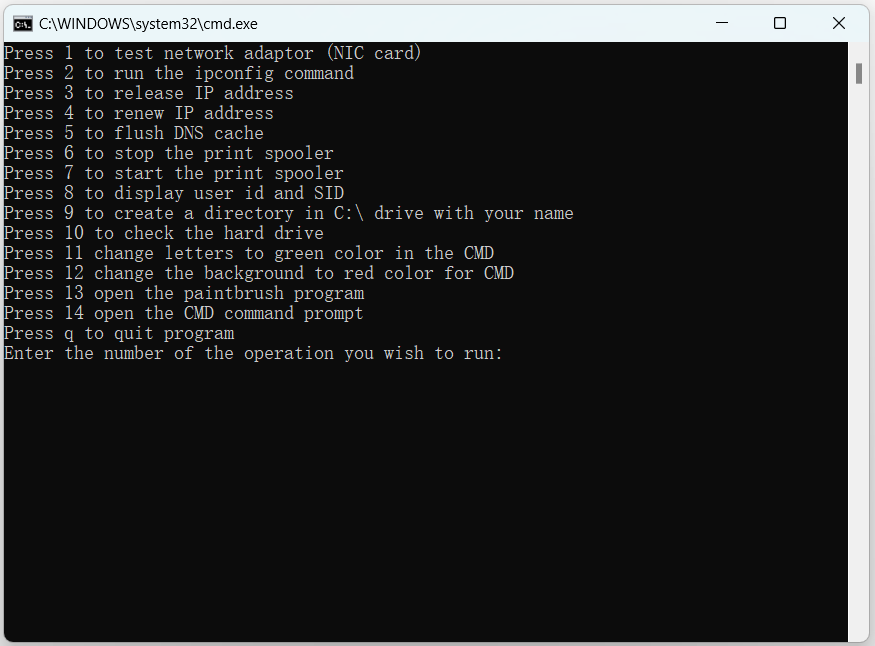 C:\WINDOWS\system32\cmd.exe
Press 1 to test network adaptor (NIC card)
Press 2 to run the ipconfig command
Press 3 to release IP address
Press 4 to renew IP address
Press 5 to flush DNS cache
Press 6 to stop the print spooler
Press 7 to start the print spooler
Press 8 to display user id and SID
Press 9 to create a directory in C:\ drive with your name
Press 10 to check the hard drive
Press 11 change letters to green color in the CMD
Press 12 change the background to red color for CMD
Press 13 open the paintbrush program
Press 14 open the CMD command prompt
Press q to quit program
Enter the number of the operation you wish to run: